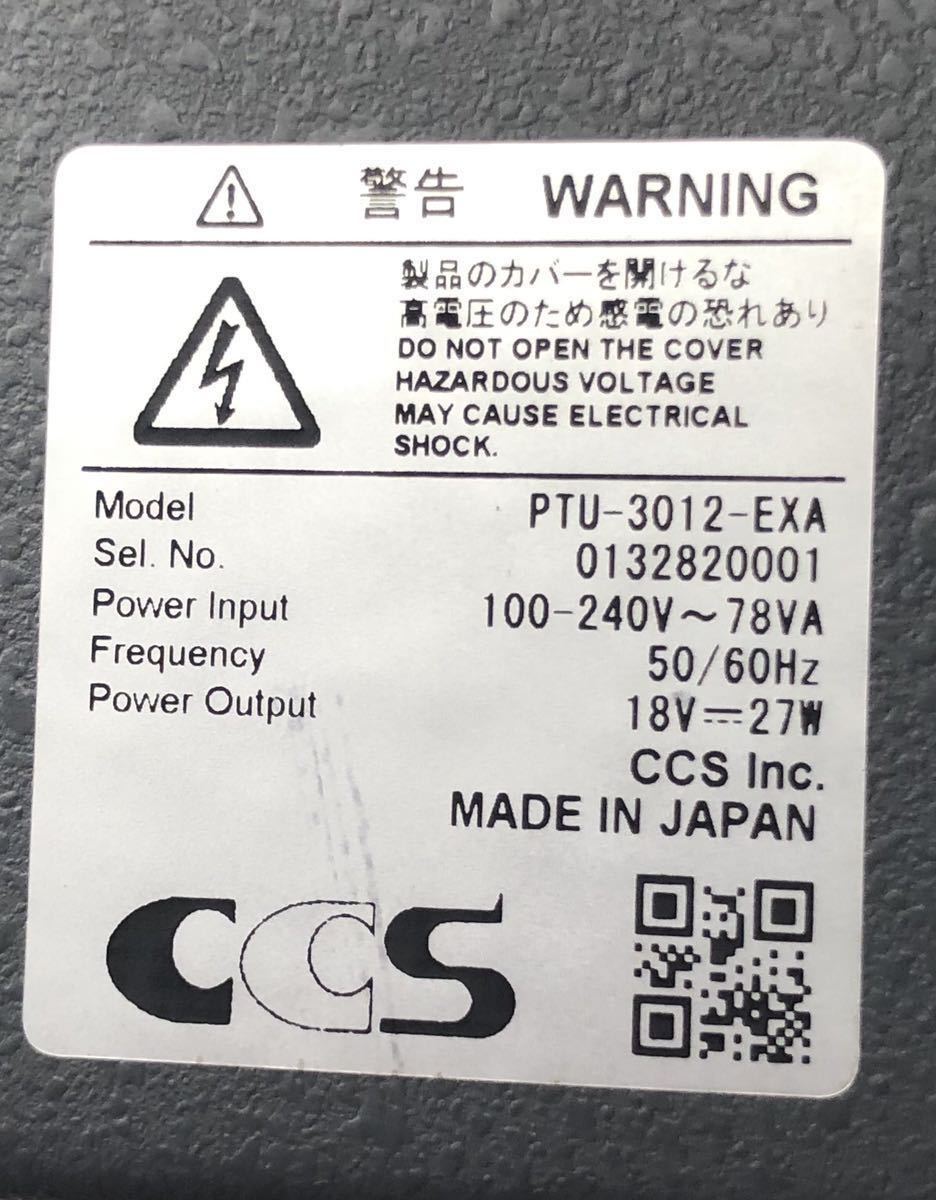 警告 WARNING
製品のカバーを開けるな
高電圧のため感電の恐れあり
DO NOT OPEN THE COVER
HAZARDOUS VOLTAGE
MAY CAUSE ELECTRICAL
SHOCK.
Model PTU-3012-EXA
Sel. No. 0132820001
Power Input 100-240V～78VA
Frequency 50/60Hz
Power Output 18V⎓27W
CCS Inc.
MADE IN JAPAN
CCS